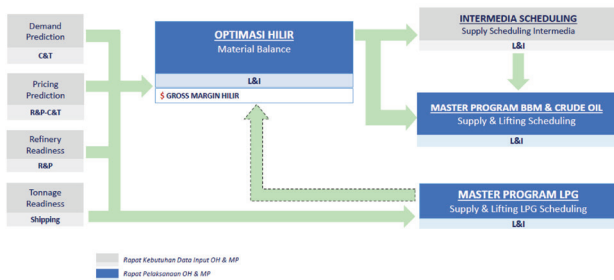 Demand
Prediction
C&T
Pricing
Prediction
R&P-C&T
Refinery
Readiness
R&P
Tonnage
Readiness
Shipping
OPTIMASI HILIR
Material Balance
L&I
$ GROSS MARGIN HILIR
INTERMEDIA SCHEDULING
Supply Scheduling Intermedia
L&I
MASTER PROGRAM BBM & CRUDE OIL
Supply & Lifting Scheduling
L&I
MASTER PROGRAM LPG
Supply & Lifting LPG Scheduling
L&I
Rapat Kebutuhan Data Input OH & MP
Rapat Pelaksanaan OH & MP